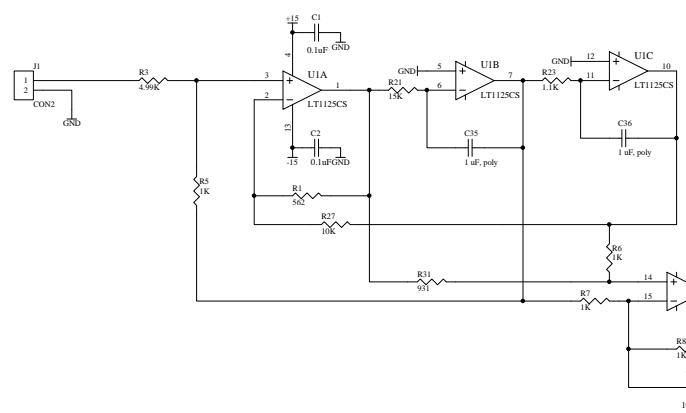 +15
C1
0.1uF
GND
4
J1
1
2
CON2
GND
R3
4.99K
3
2
U1A
LT1125CS
1
13
C2
0.1uF
GND
-15
R21
15K
GND
5
6
U1B
LT1125CS
7
C35
1 uF, poly
R23
1.1K
GND
12
11
U1C
LT1125CS
10
C36
1 uF, poly
R5
1K
R1
562
R27
10K
R6
1K
R31
931
14
15
R7
1K
R8
1K